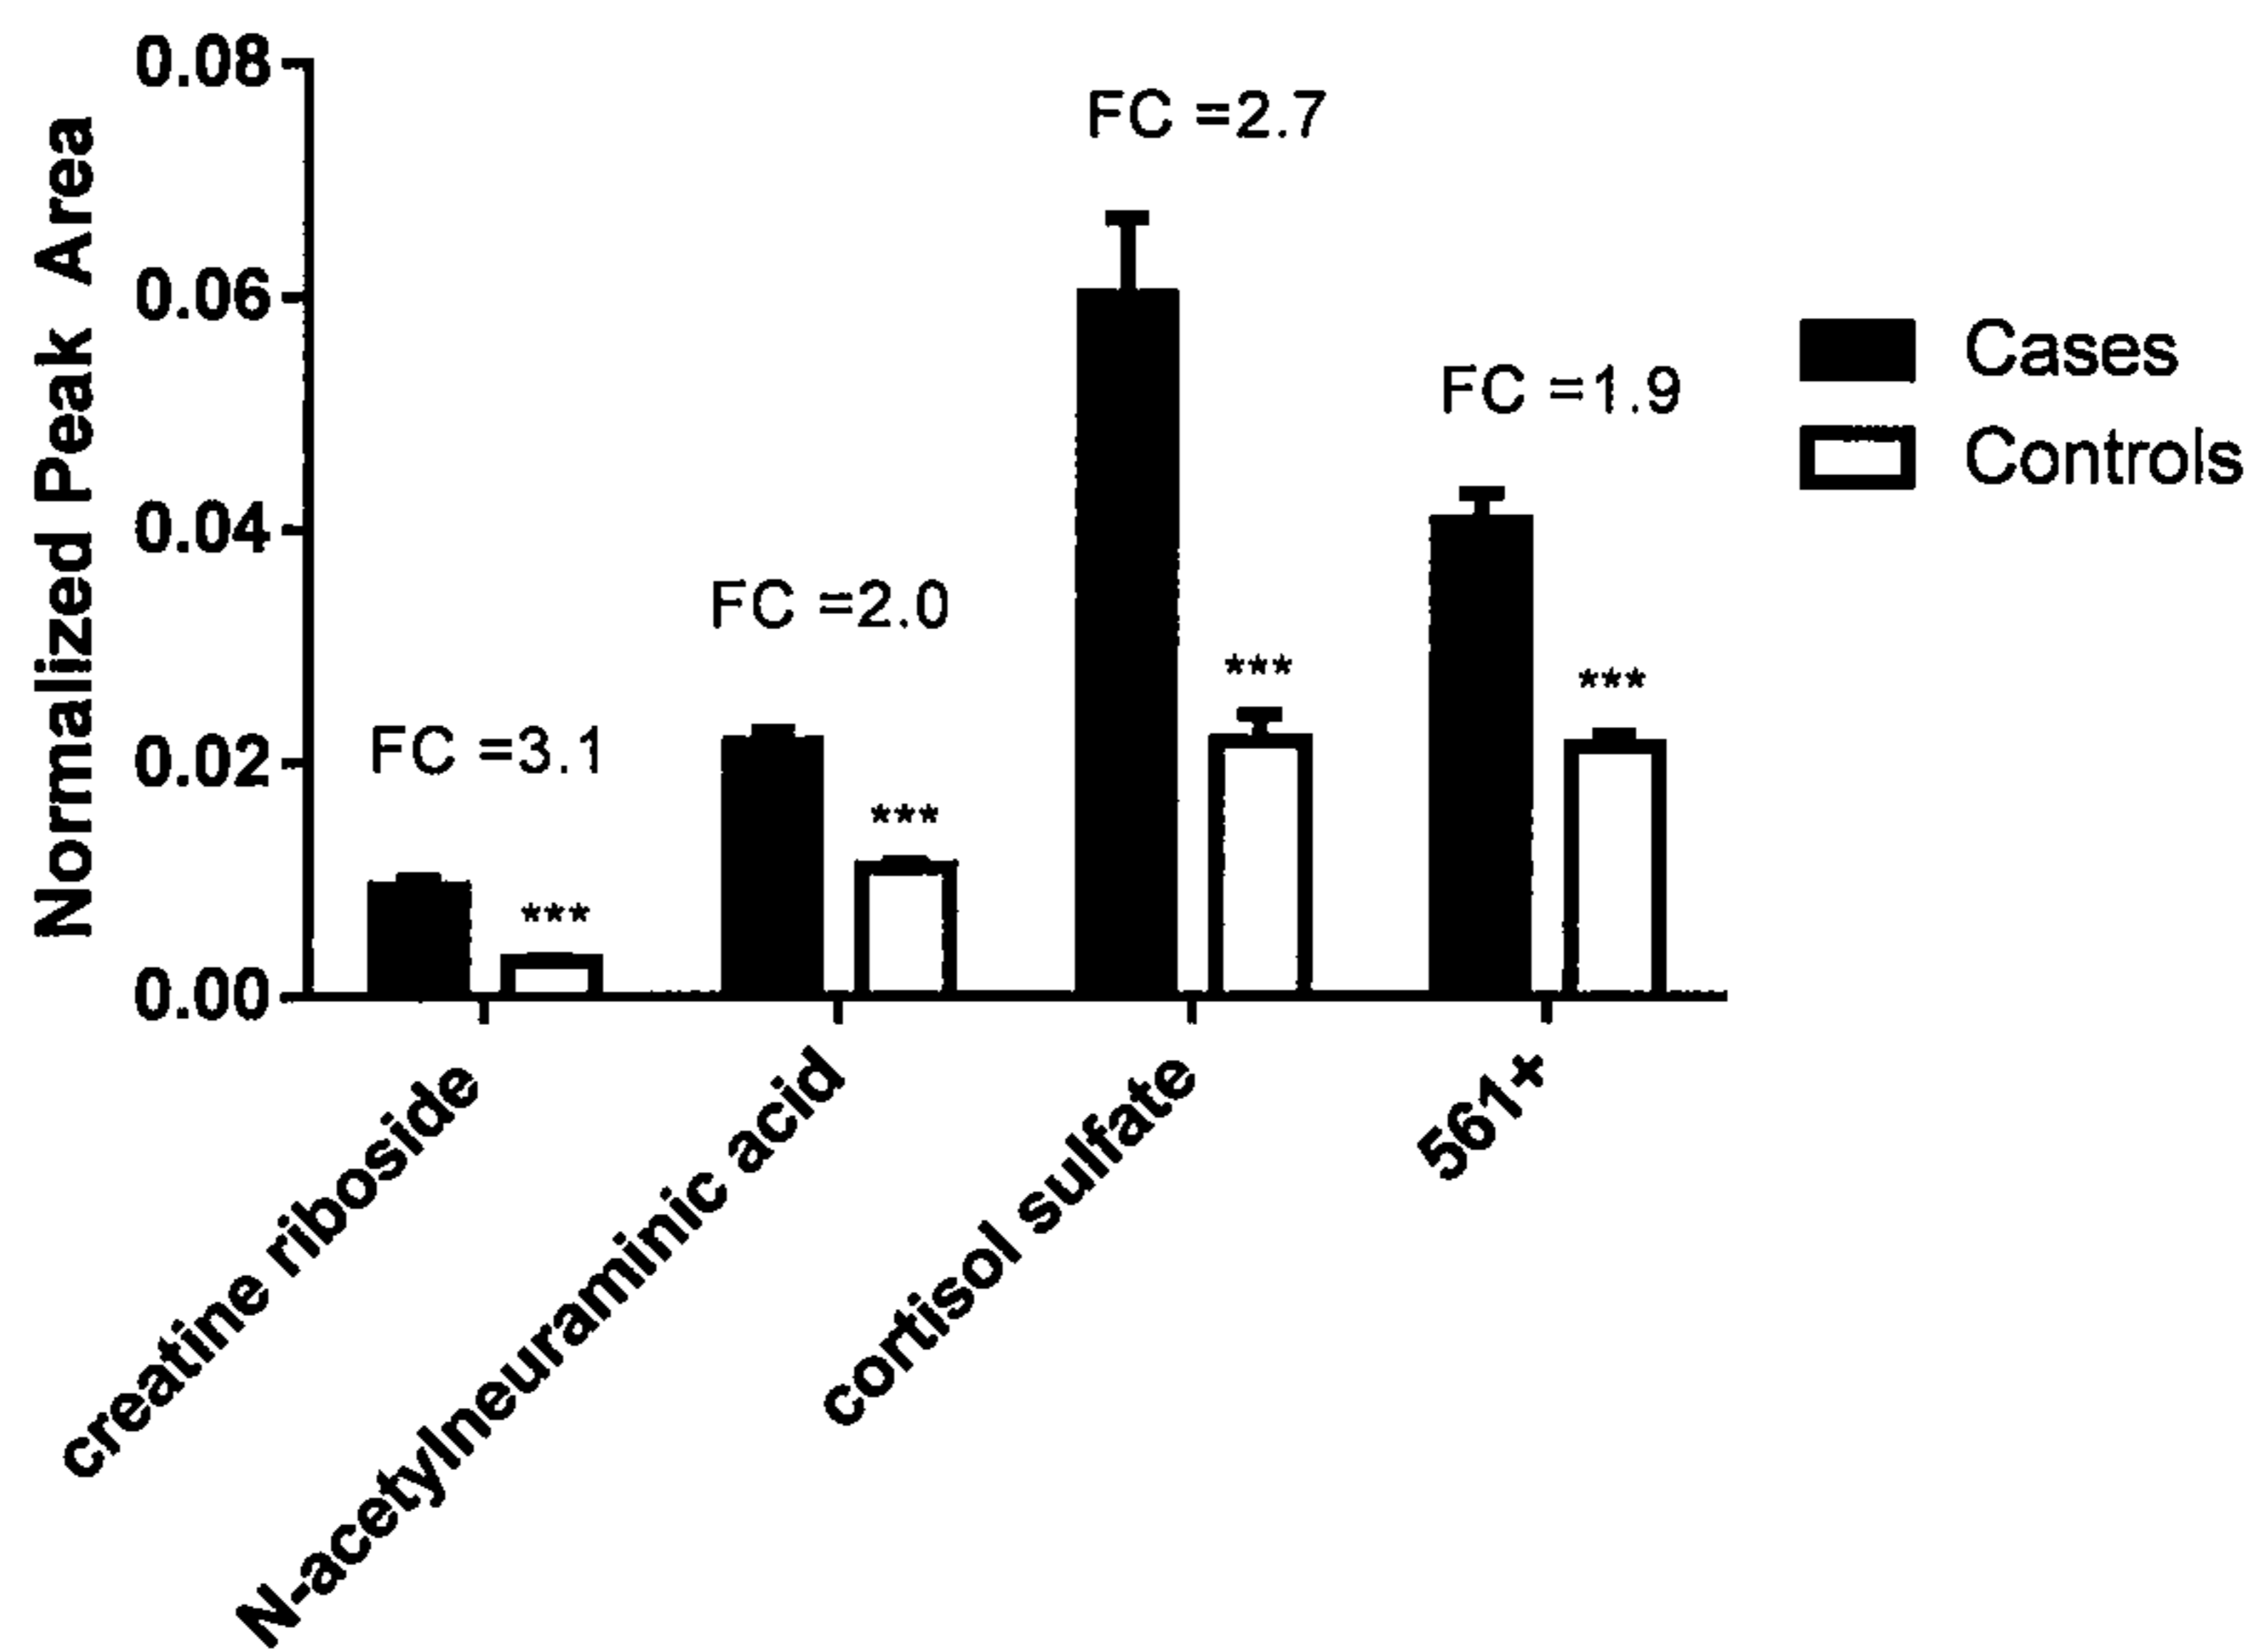 Normalized Peak Area
0.08
0.06
0.04
0.02
0.00
FC =3.1
***
FC =2.0
***
FC =2.7
***
FC =1.9
***
Cases
Controls
creatine riboside
N-acetylneuraminic acid
cortisol sulfate
561+